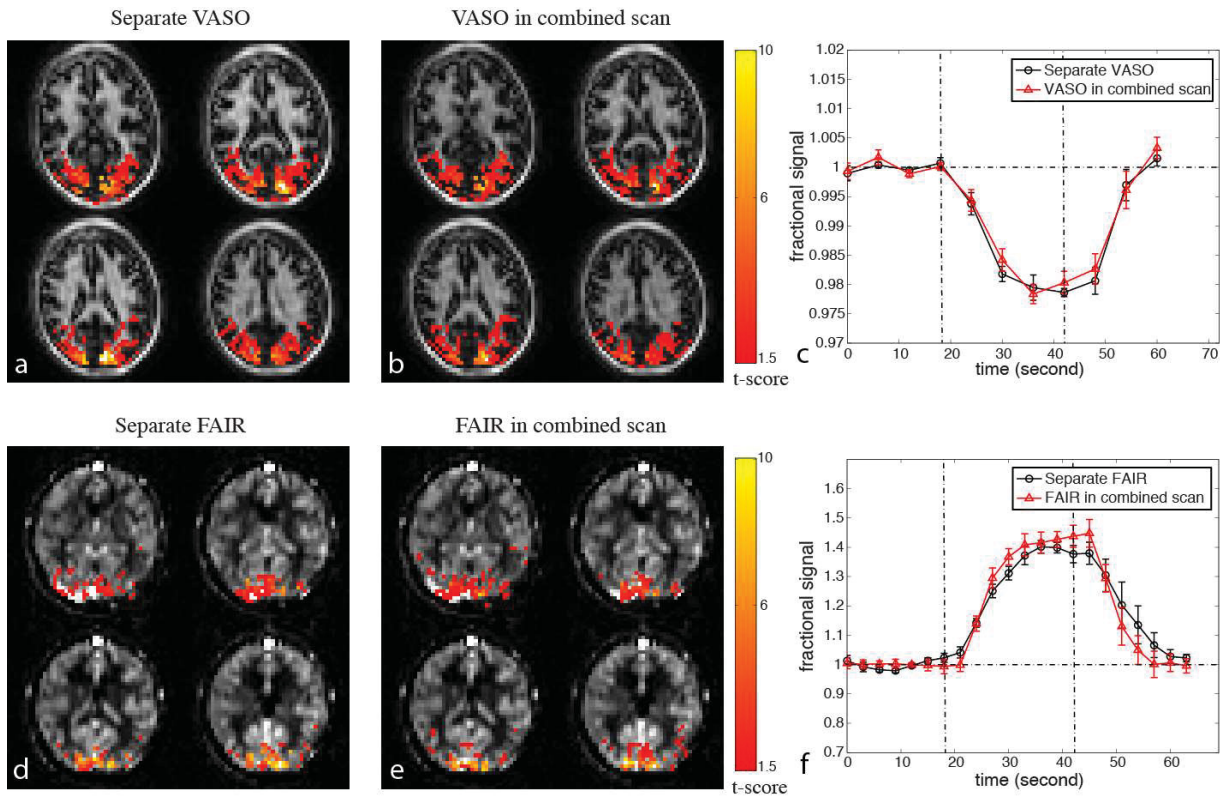 Separate VASO
VASO in combined scan
a
b
10
6
1.5
t-score
1.02
1.015
1.01
1.005
1
0.995
0.99
0.985
0.98
0.975
0.97
fractional signal
Separate VASO
VASO in combined scan
0 10 20 30 40 50 60 70
time (second)
c
Separate FAIR
FAIR in combined scan
d
e
10
6
1.5
t-score
1.6
1.5
1.4
1.3
1.2
1.1
1
0.9
0.8
0.7
fractional signal
Separate FAIR
FAIR in combined scan
0 10 20 30 40 50 60
time (second)
f